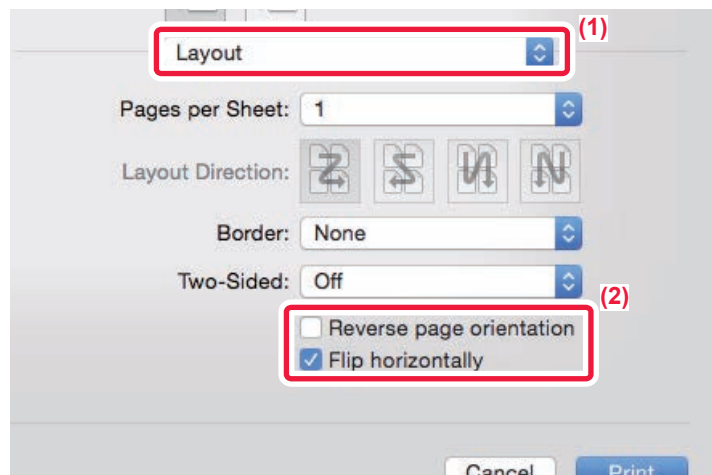 (1)
Layout
Pages per Sheet: 1
Layout Direction:
Border: None
Two-Sided: Off
(2)
Reverse page orientation
Flip horizontally
Cancel Print